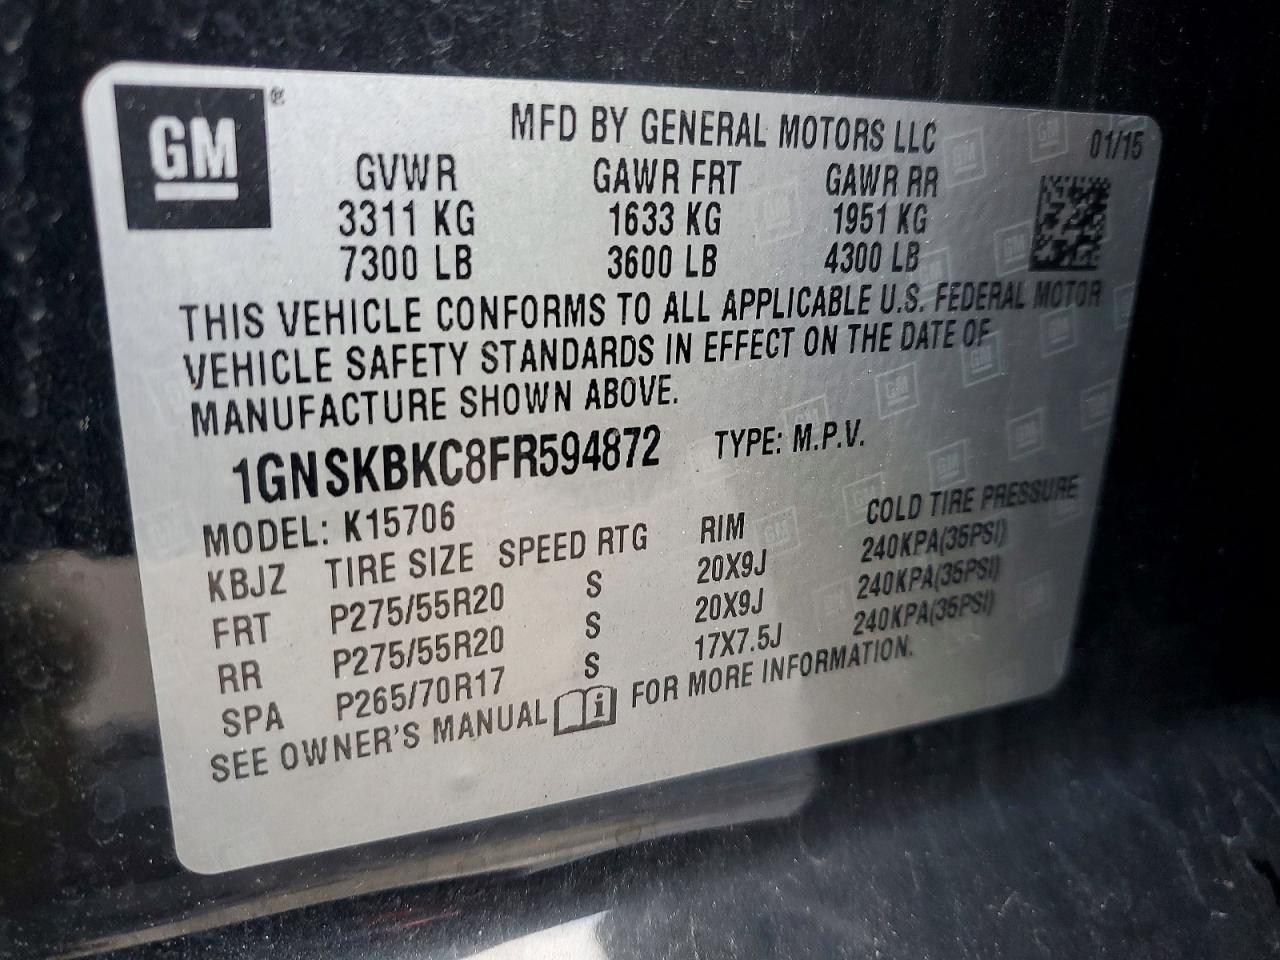 GM ®
MFD BY GENERAL MOTORS LLC 01/15
GVWR GAWR FRT GAWR RR
3311 KG 1633 KG 1951 KG
7300 LB 3600 LB 4300 LB
THIS VEHICLE CONFORMS TO ALL APPLICABLE U.S. FEDERAL MOTOR
VEHICLE SAFETY STANDARDS IN EFFECT ON THE DATE OF
MANUFACTURE SHOWN ABOVE.
1GNSKBKC8FR594872 TYPE: M.P.V.
MODEL: K15706
KBJZ TIRE SIZE SPEED RTG RIM COLD TIRE PRESSURE
FRT P275/55R20 S 20X9J 240KPA(35PSI)
RR P275/55R20 S 20X9J 240KPA(35PSI)
SPA P265/70R17 S 17X7.5J 240KPA(35PSI)
SEE OWNER'S MANUAL i FOR MORE INFORMATION.